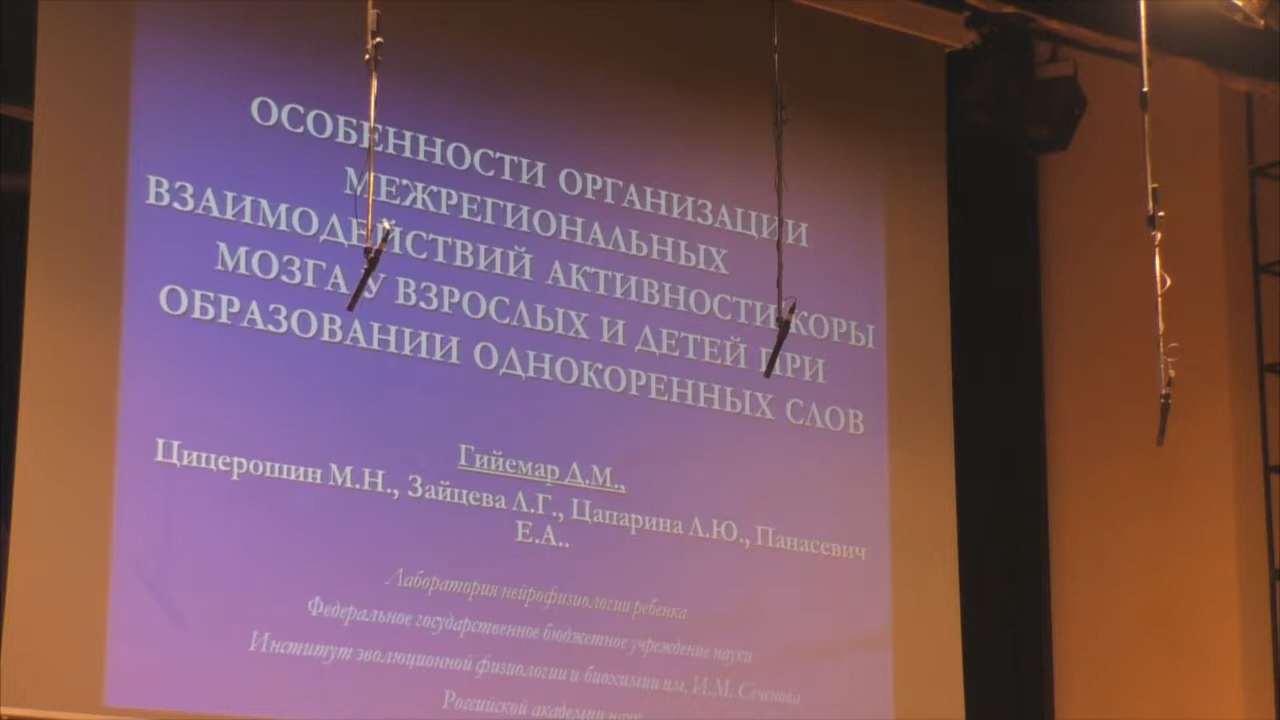 ОСОБЕННОСТИ ОРГАНИЗАЦИИ
МЕЖРЕГИОНАЛЬНЫХ
ВЗАИМОДЕЙСТВИЙ АКТИВНОСТИ КОРЫ
МОЗГА У ВЗРОСЛЫХ И ДЕТЕЙ ПРИ
ОБРАЗОВАНИИ ОДНОКОРЕННЫХ СЛОВ
Гийемар Д.М.,
Цицерошин М.Н., Зайцева Л.Г., Цапарина Л.Ю., Панасевич
Е.А..
Лаборатория нейрофизиологии ребенка
Федеральное государственное бюджетное учреждение науки
Институт эволюционной физиологии и биохимии им. И.М. Сеченова
Российской академии наук